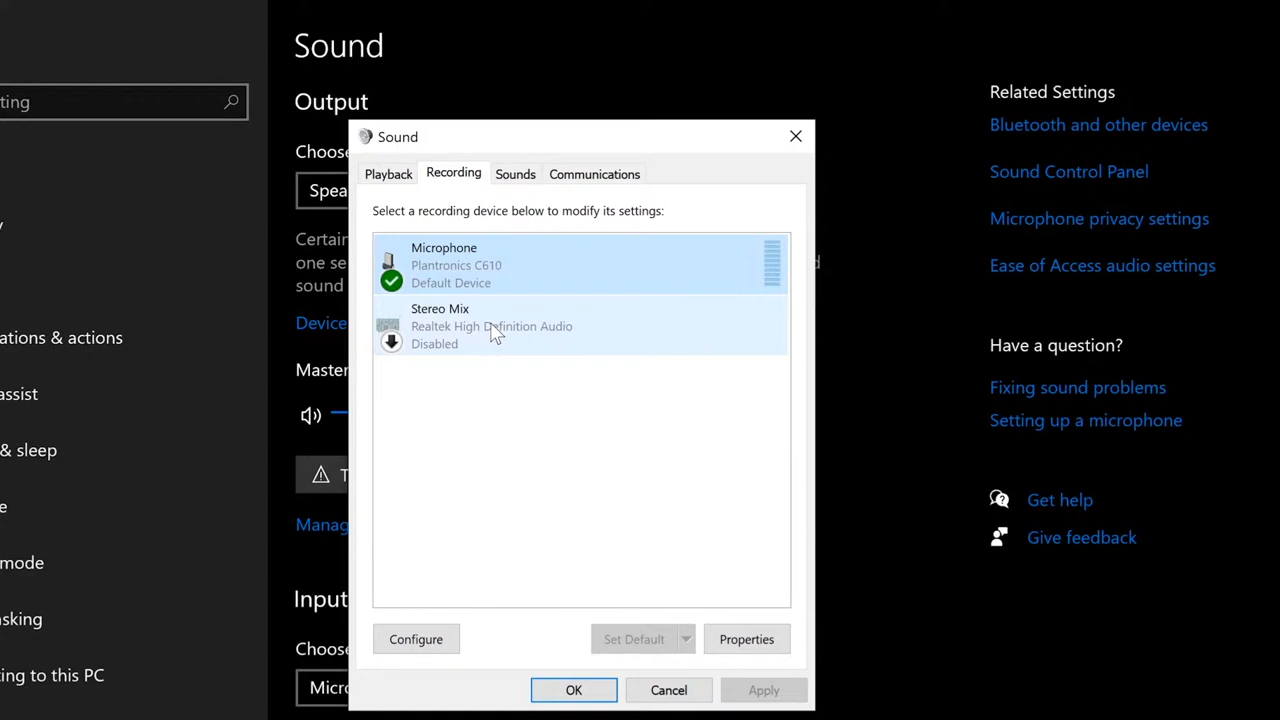 Sound
ting
Output
Related Settings
Bluetooth and other devices
Sound Control Panel
Microphone privacy settings
Ease of Access audio settings
Have a question?
Fixing sound problems
Setting up a microphone
Get help
Give feedback
y
ations & actions
assist
& sleep
e
mode
asking
ting to this PC
Choos
Spea
Certain
one se
sound
d
Device
Master
T
Manag
Input
Choos
Micro
Sound
Playback
Recording
Sounds
Communications
Select a recording device below to modify its settings:
Microphone
Plantronics C610
Default Device
Stereo Mix
Realtek High Definition Audio
Disabled
Configure
Set Default
Properties
OK
Cancel
Apply